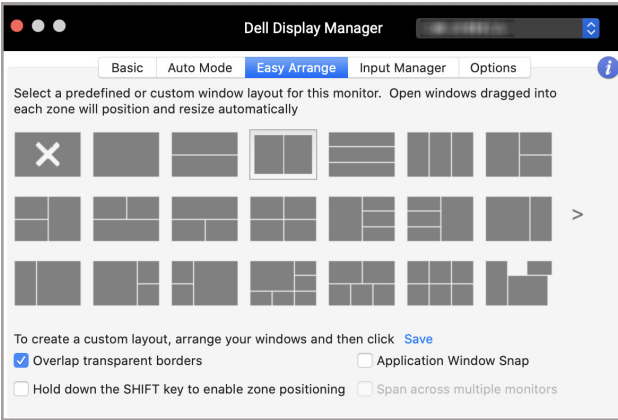 Dell Display Manager
Basic Auto Mode Easy Arrange Input Manager Options
Select a predefined or custom window layout for this monitor. Open windows dragged into
each zone will position and resize automatically
>
To create a custom layout, arrange your windows and then click Save
Overlap transparent borders Application Window Snap
Hold down the SHIFT key to enable zone positioning Span across multiple monitors